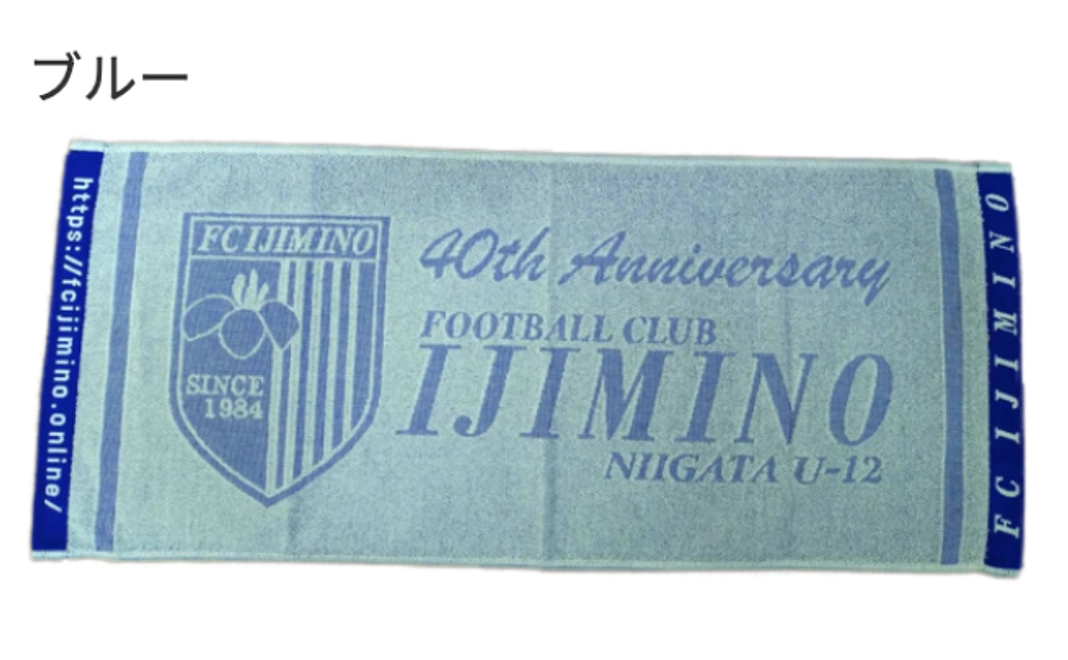 ブルー
https://fcijimino.online/
FC IJIMINO
SINCE
1984
40th Anniversary
FOOTBALL CLUB
IJIMINO
NIIGATA U-12
FC IJIMINO